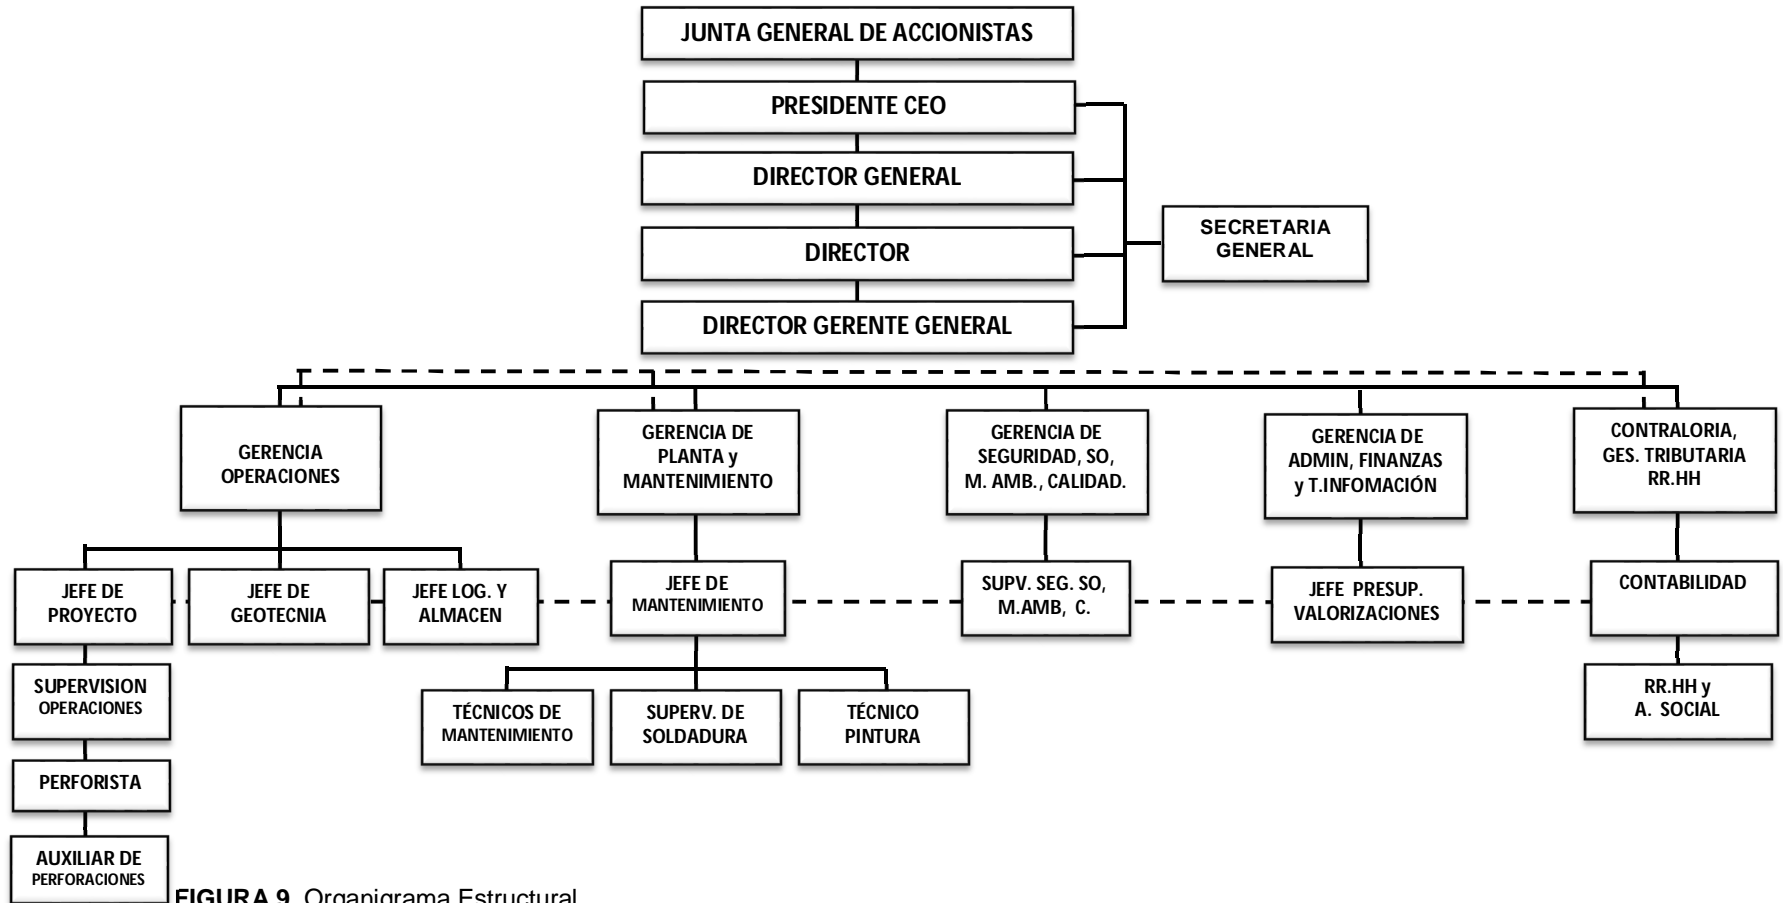 JUNTA GENERAL DE ACCIONISTAS
PRESIDENTE CEO
DIRECTOR GENERAL
DIRECTOR
SECRETARIA
GENERAL
DIRECTOR GERENTE GENERAL
GERENCIA
OPERACIONES
GERENCIA DE
PLANTA y
MANTENIMIENTO
GERENCIA DE
SEGURIDAD, SO,
M. AMB., CALIDAD.
GERENCIA DE
ADMIN, FINANZAS
y T.INFOMACIÓN
CONTRALORIA,
GES. TRIBUTARIA
RR.HH
JEFE DE
PROYECTO
JEFE DE
GEOTECNIA
JEFE LOG. Y
ALMACEN
JEFE DE
MANTENIMIENTO
SUPV. SEG. SO,
M.AMB, C.
JEFE PRESUP.
VALORIZACIONES
CONTABILIDAD
SUPERVISION
OPERACIONES
TÉCNICOS DE
MANTENIMIENTO
SUPERV. DE
SOLDADURA
TÉCNICO
PINTURA
RR.HH y
A. SOCIAL
PERFORISTA
AUXILIAR DE
PERFORACIONES
FIGURA 9. Organigrama Estructural